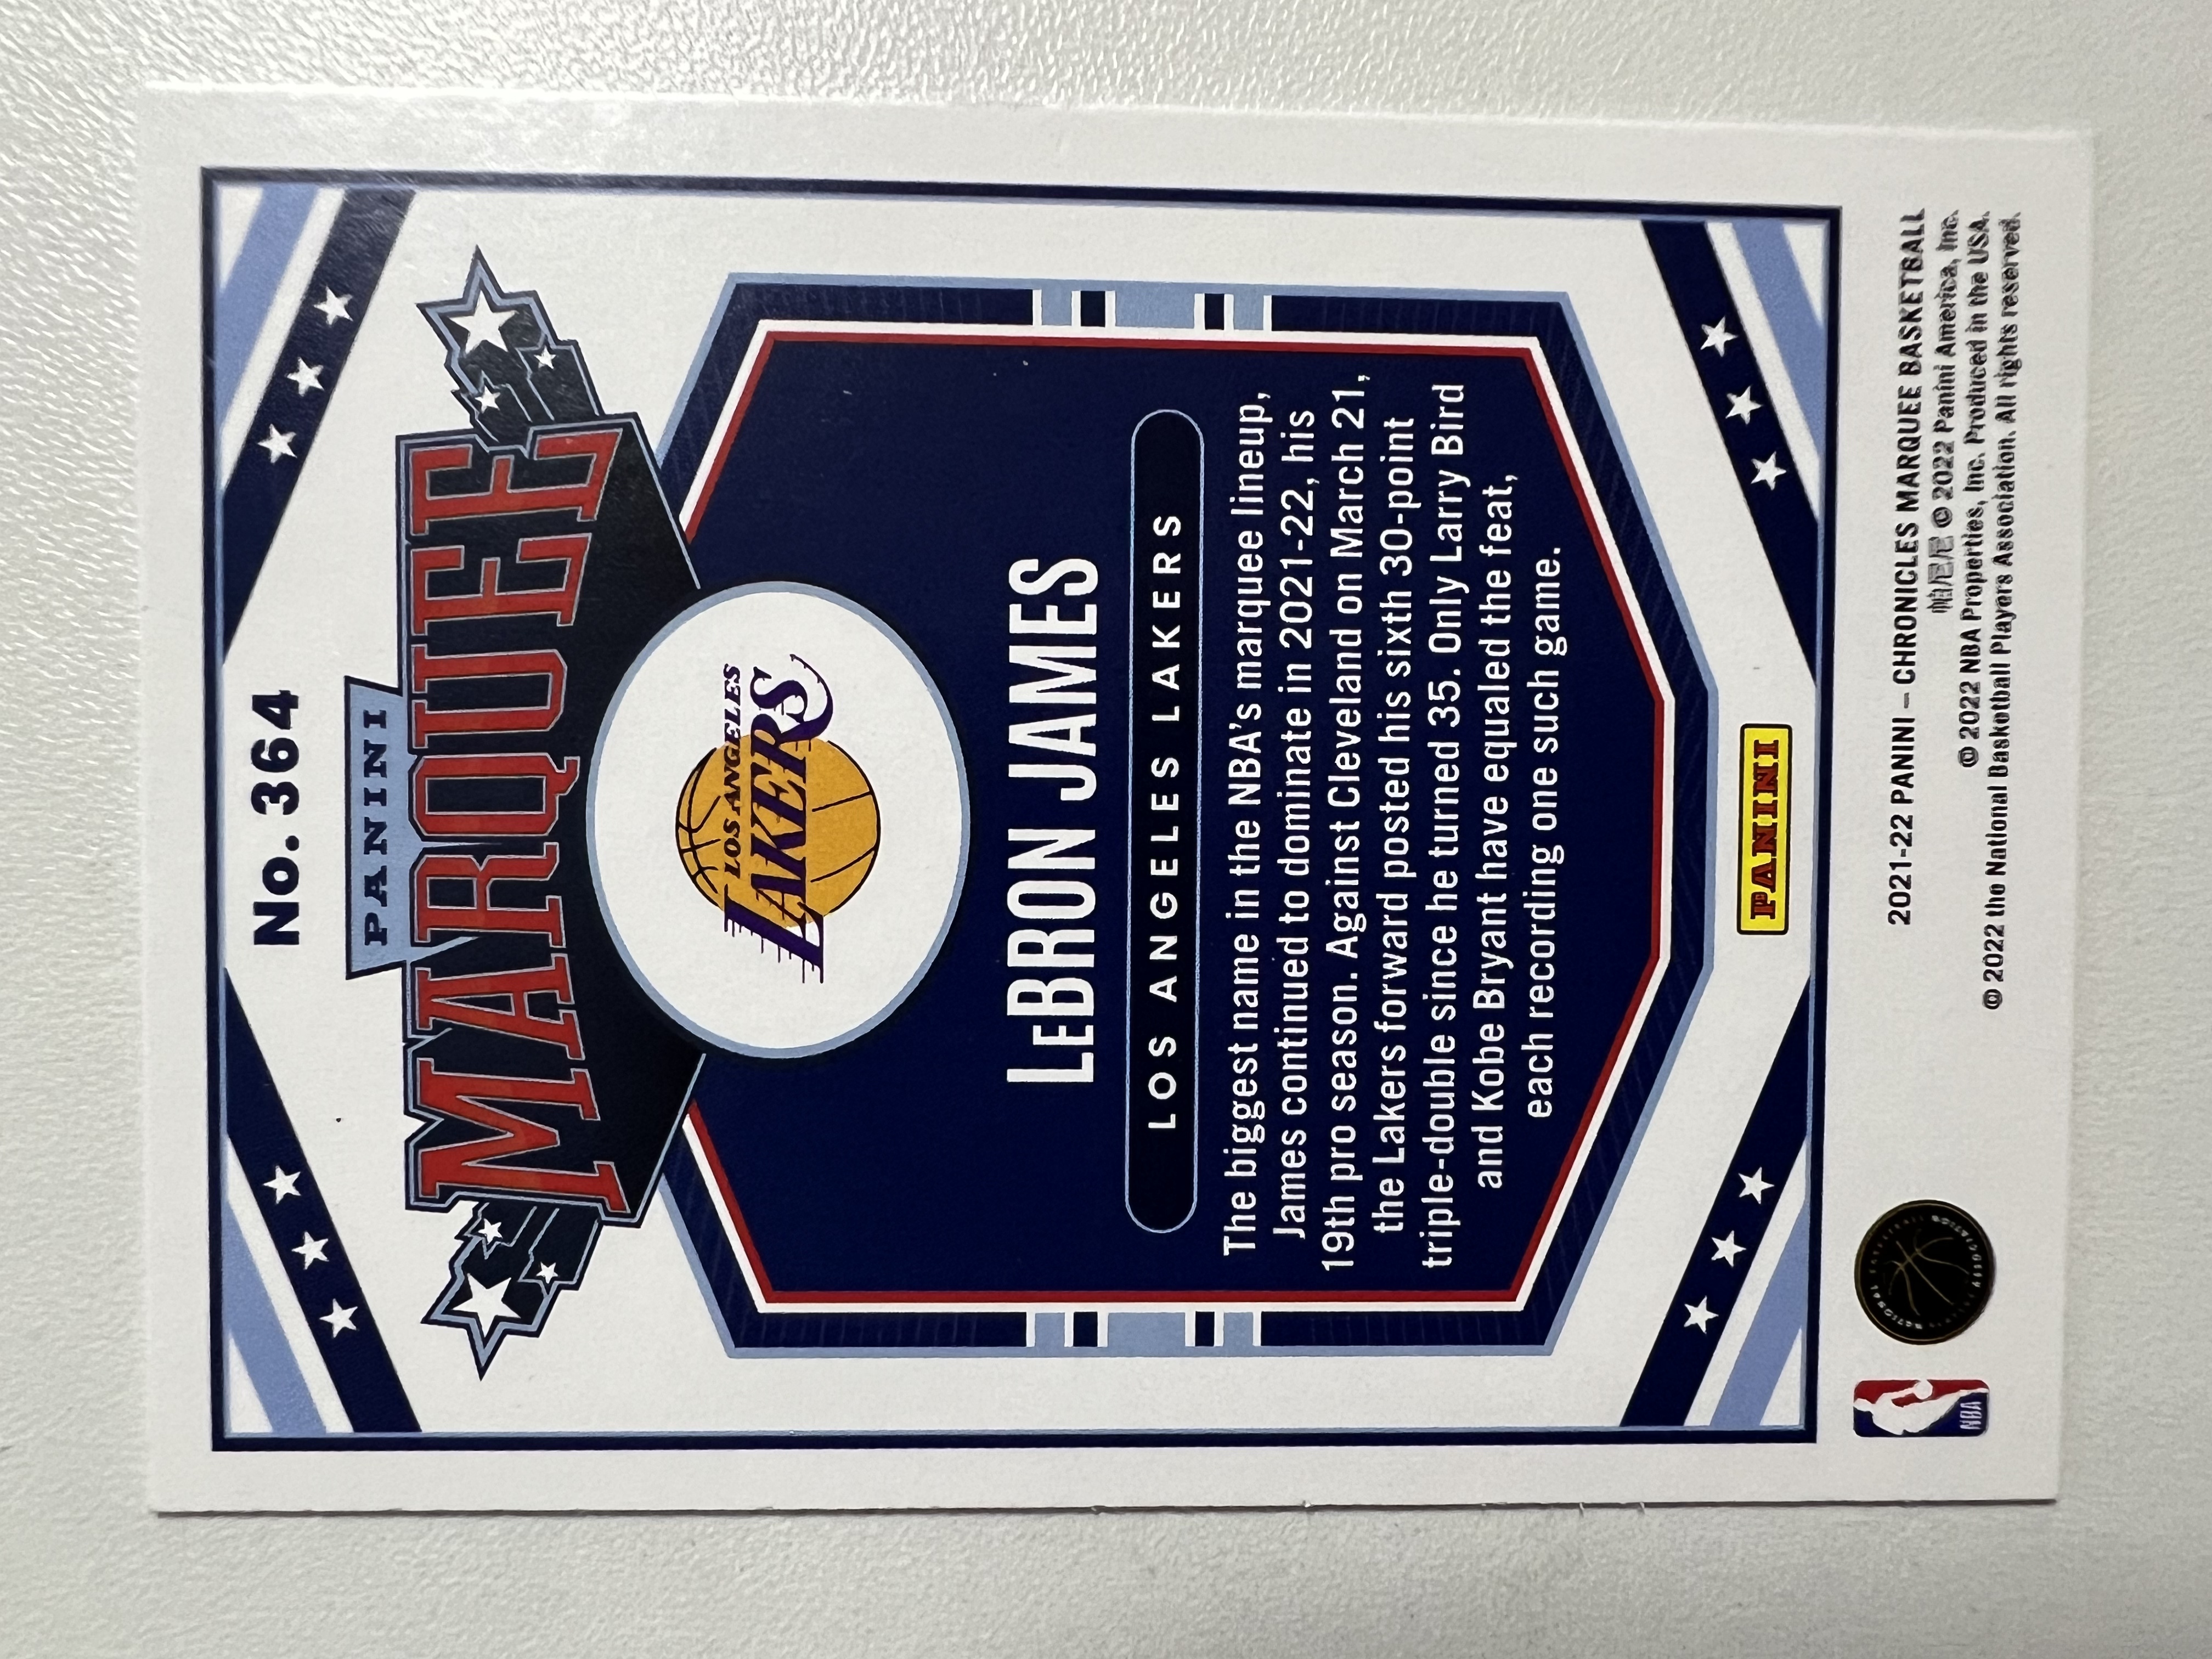 No. 364
PANINI
MARQUEE
LOS ANGELES
LAKERS
LeBRON JAMES
LOS ANGELES LAKERS
The biggest name in the NBA's marquee lineup,
James continued to dominate in 2021-22, his
19th pro season. Against Cleveland on March 21,
the Lakers forward posted his sixth 30-point
triple-double since he turned 35. Only Larry Bird
and Kobe Bryant have equaled the feat,
each recording one such game.
PANINI
2021-22 PANINI – CHRONICLES MARQUEE BASKETBALL
© 2022 Panini America, Inc.
© 2022 NBA Properties, Inc. Produced in the USA.
© 2022 the National Basketball Players Association. All rights reserved.
NBA